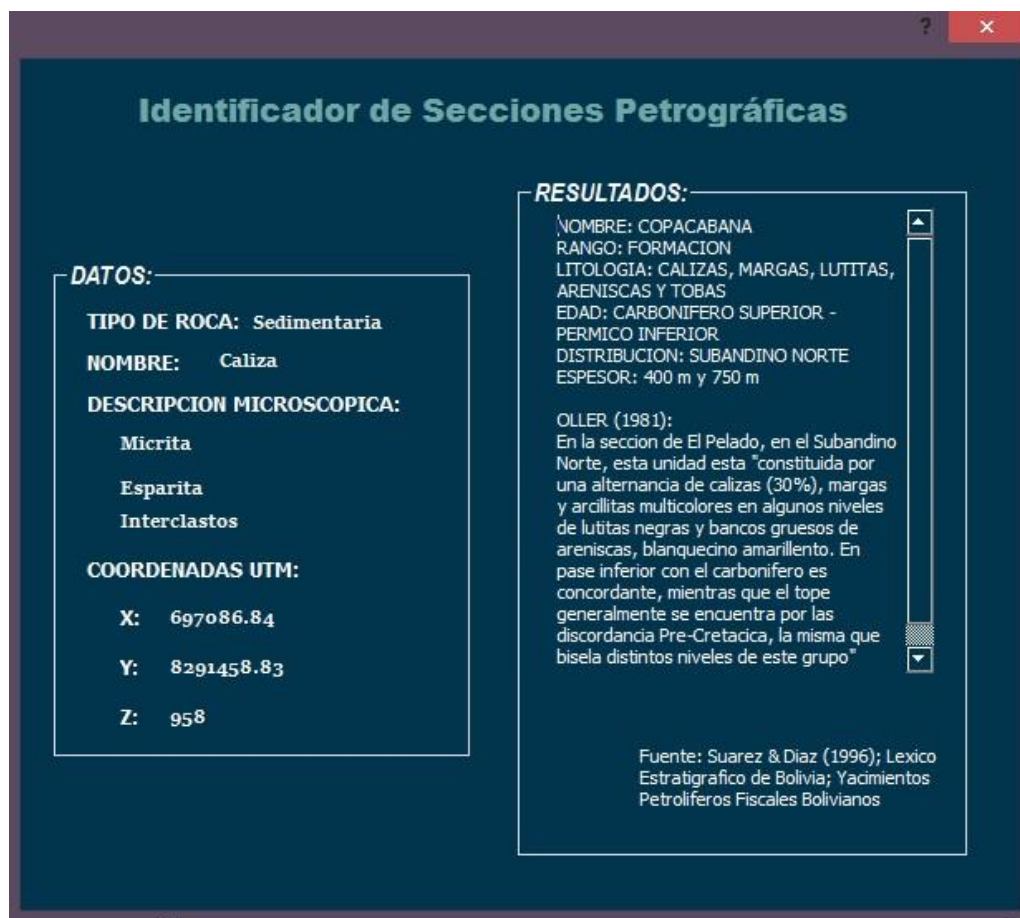 ?
Identificador de Secciones Petrográficas
DATOS:
TIPO DE ROCA: Sedimentaria
NOMBRE: Caliza
DESCRIPCION MICROSCOPICA:
Micrita
Esparita
Interclastos
COORDENADAS UTM:
X: 697086.84
Y: 8291458.83
Z: 958
RESULTADOS:
NOMBRE: COPACABANA
RANGO: FORMACION
LITOLOGIA: CALIZAS, MARGAS, LUTITAS,
ARENISCAS Y TOBAS
EDAD: CARBONIFERO SUPERIOR -
PERMICO INFERIOR
DISTRIBUCION: SUBANDINO NORTE
ESPESOR: 400 m y 750 m
OLLER (1981):
En la seccion de El Pelado, en el Subandino
Norte, esta unidad esta "constituida por
una alternancia de calizas (30%), margas
y arcillitas multicolores en algunos niveles
de lutitas negras y bancos gruesos de
areniscas, blanquecino amarillento. En
pase inferior con el carbonifero es
concordante, mientras que el tope
generalmente se encuentra por las
discordancia Pre-Cretacica, la misma que
bisela distintos niveles de este grupo"
Fuente: Suarez & Diaz (1996); Lexico
Estratigrafico de Bolivia; Yacimientos
Petroliferos Fiscales Bolivianos